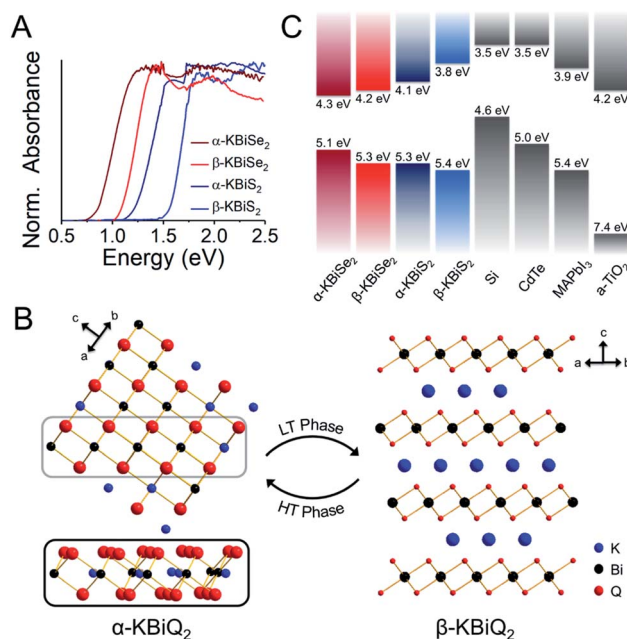 A
Norm. Absorbance
α-KBiSe₂
β-KBiSe₂
α-KBiS₂
β-KBiS₂
0.5 1.0 1.5 2.0 2.5
Energy (eV)
C
3.5 eV 3.5 eV
3.8 eV
3.9 eV
4.3 eV 4.2 eV 4.1 eV 4.2 eV
4.6 eV
5.1 eV 5.3 eV 5.3 eV 5.4 eV 5.0 eV 5.4 eV
7.4 eV
α-KBiSe₂ β-KBiSe₂ α-KBiS₂ β-KBiS₂ Si CdTe MAPbI₃ a-TiO₂
B
c b
a
LT Phase
HT Phase
c
a b
K
Bi
Q
α-KBiQ₂ β-KBiQ₂